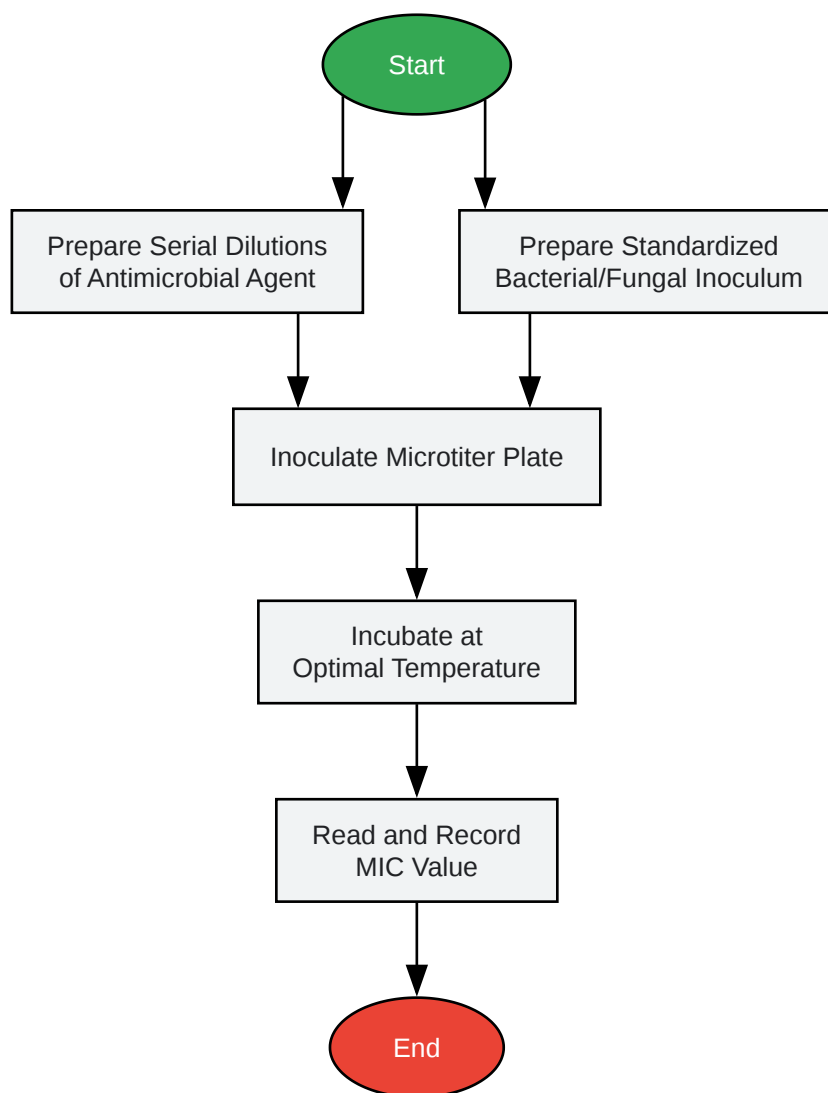 Start
Prepare Serial Dilutions
of Antimicrobial Agent
Prepare Standardized
Bacterial/Fungal Inoculum
Inoculate Microtiter Plate
Incubate at
Optimal Temperature
Read and Record
MIC Value
End